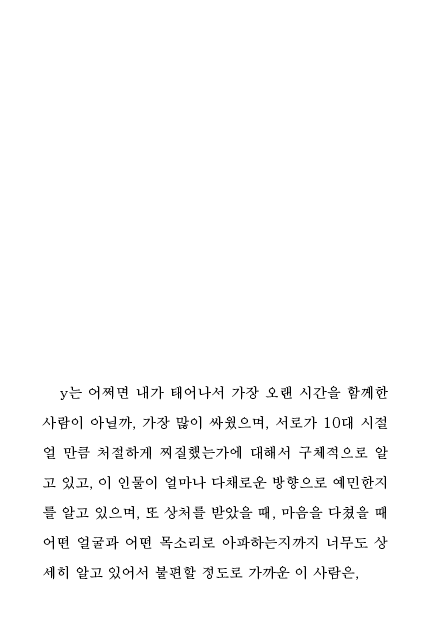 y는 어쩌면 내가 태어나서 가장 오랜 시간을 함께한
사람이 아닐까, 가장 많이 싸웠으며, 서로가 10대 시절
얼 만큼 처절하게 찌질했는가에 대해서 구체적으로 알
고 있고, 이 인물이 얼마나 다채로운 방향으로 예민한지
를 알고 있으며, 또 상처를 받았을 때, 마음을 다쳤을 때
어떤 얼굴과 어떤 목소리로 아파하는지까지 너무도 상
세히 알고 있어서 불편할 정도로 가까운 이 사람은,